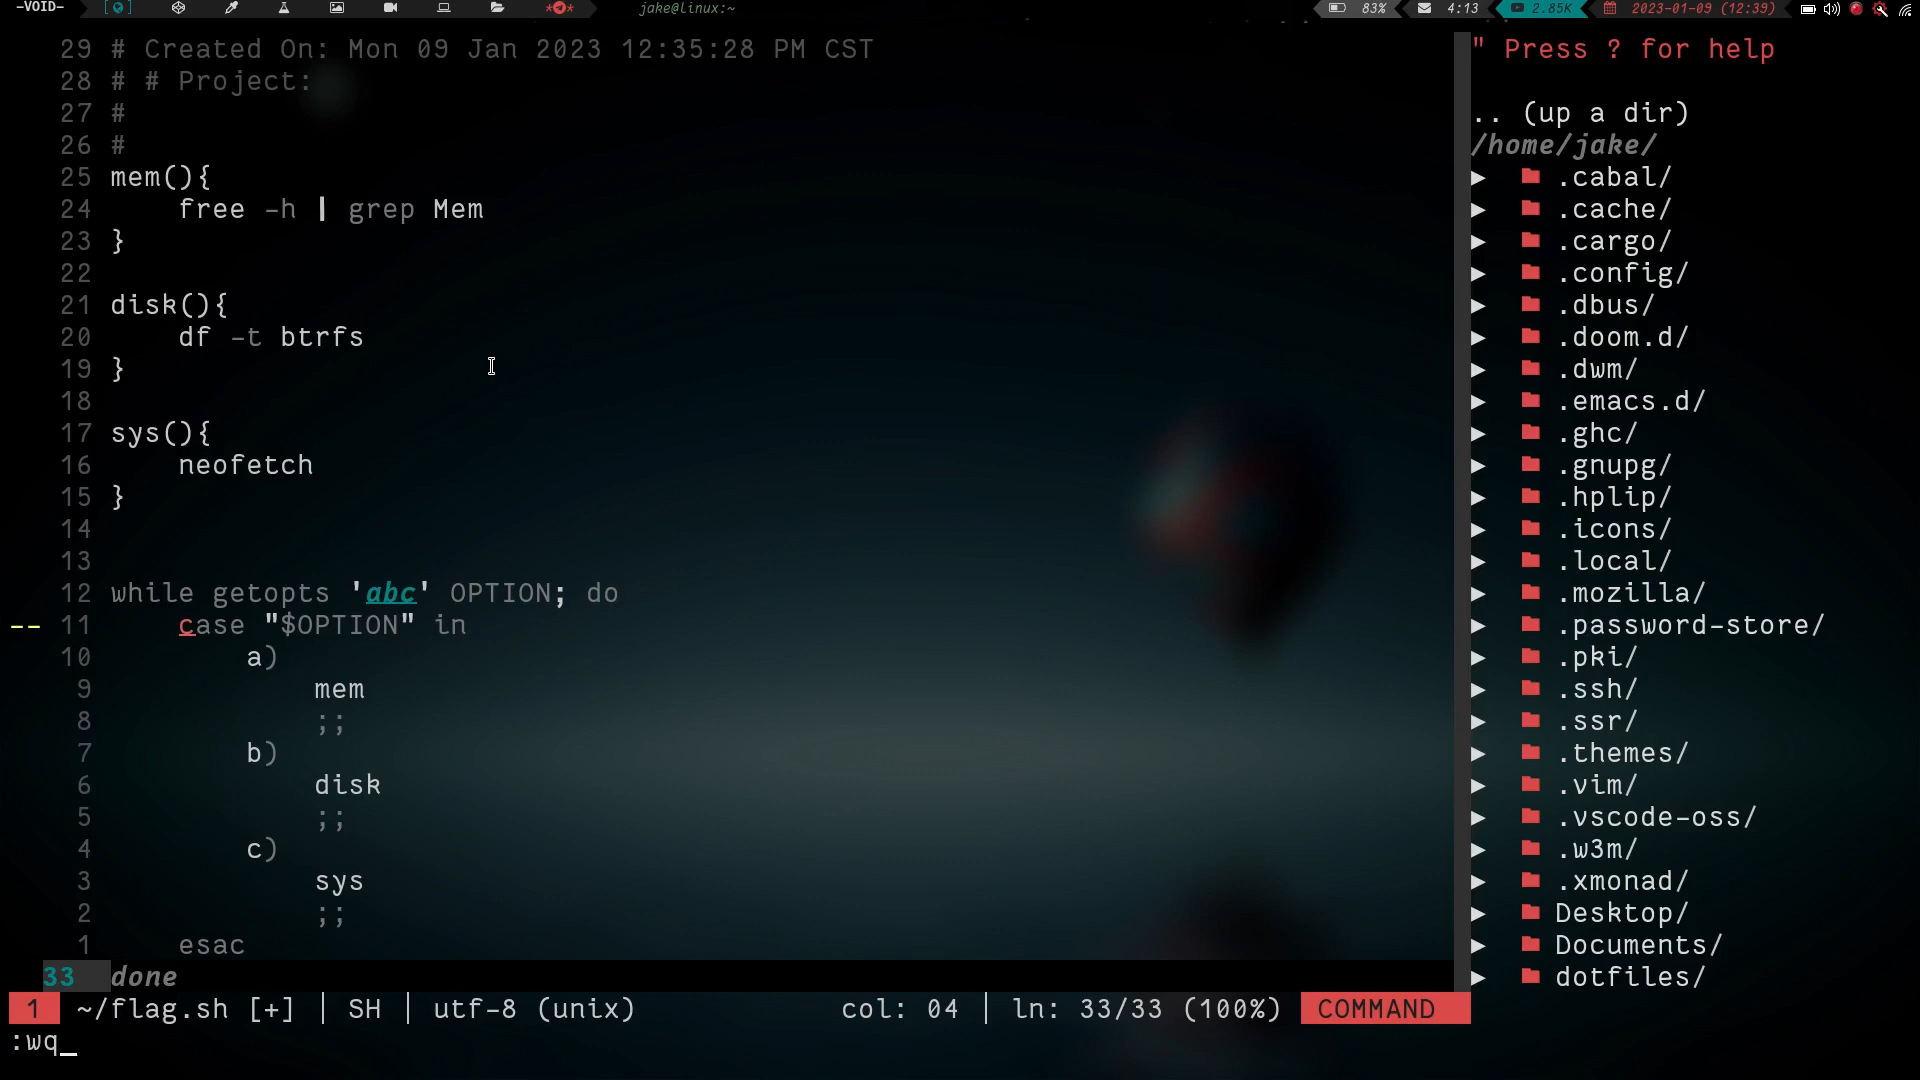 -VOID-
jake@linux:~
83%
4:13
2.85K
2023-01-09 (12:39)
29 # Created On: Mon 09 Jan 2023 12:35:28 PM CST
28 # # Project:
27 #
26 #
25 mem(){
24 free -h | grep Mem
23 }
22
21 disk(){
20 df -t btrfs
19 }
18
17 sys(){
16 neofetch
15 }
14
13
12 while getopts 'abc' OPTION; do
-- 11 case "$OPTION" in
10 a)
9 mem
8 ;;
7 b)
6 disk
5 ;;
4 c)
3 sys
2 ;;
1 esac
33 done
1 ~/flag.sh [+] | SH | utf-8 (unix) col: 04 | ln: 33/33 (100%) COMMAND
:wq_
" Press ? for help
.. (up a dir)
/home/jake/
▸ .cabal/
▸ .cache/
▸ .cargo/
▸ .config/
▸ .dbus/
▸ .doom.d/
▸ .dwm/
▸ .emacs.d/
▸ .ghc/
▸ .gnupg/
▸ .hplip/
▸ .icons/
▸ .local/
▸ .mozilla/
▸ .password-store/
▸ .pki/
▸ .ssh/
▸ .ssr/
▸ .themes/
▸ .vim/
▸ .vscode-oss/
▸ .w3m/
▸ .xmonad/
▸ Desktop/
▸ Documents/
▸ dotfiles/